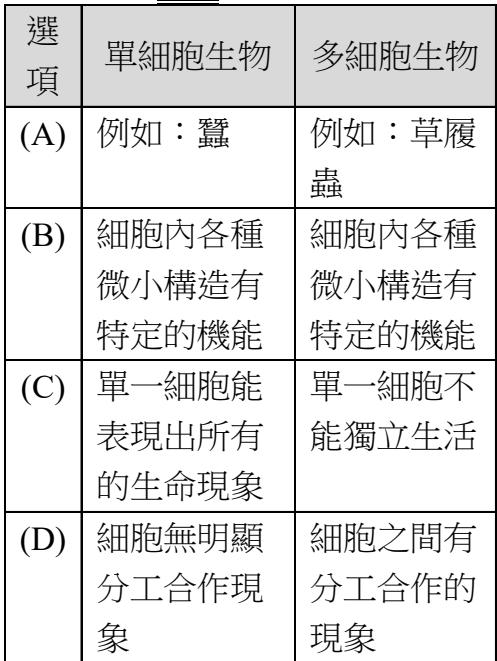 選項 單細胞生物 多細胞生物
(A) 例如：蠶 例如：草履蟲
(B) 細胞內各種微小構造有特定的機能 細胞內各種微小構造有特定的機能
(C) 單一細胞能表現出所有的生命現象 單一細胞不能獨立生活
(D) 細胞無明顯分工合作現象 細胞之間有分工合作的現象